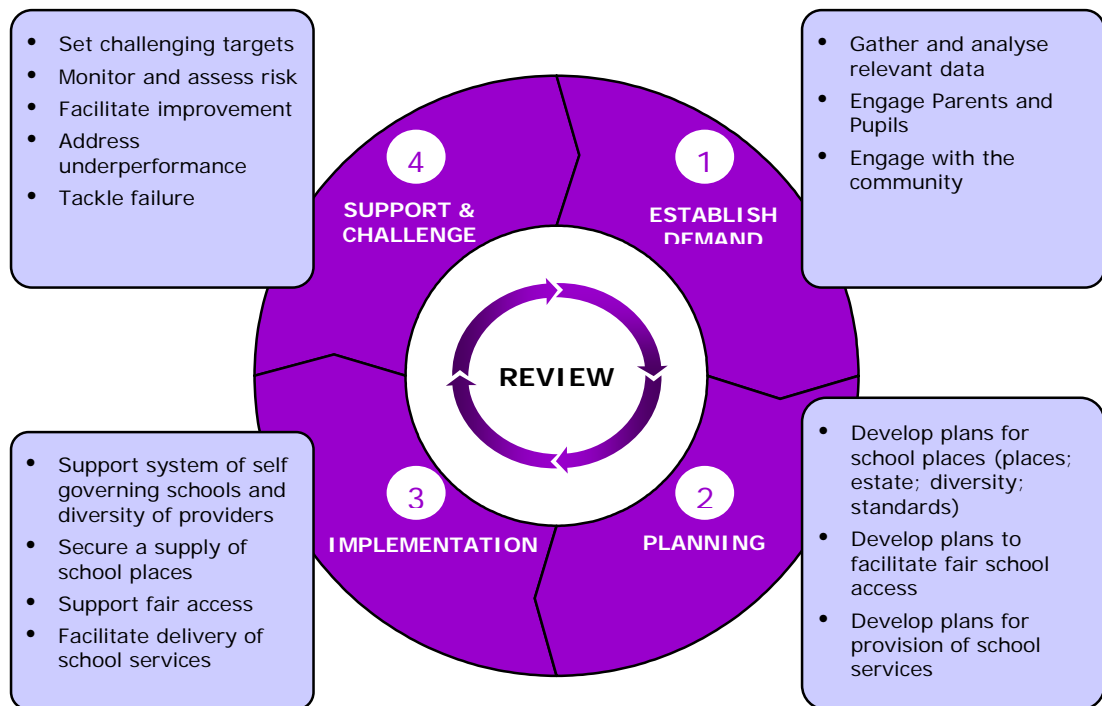 • Set challenging targets
• Monitor and assess risk
• Facilitate improvement
• Address
underperformance
• Tackle failure
• Gather and analyse
relevant data
• Engage Parents and
Pupils
• Engage with the
community
4
SUPPORT &
CHALLENGE
1
ESTABLISH
DEMAND
REVIEW
• Support system of self
governing schools and
diversity of providers
• Secure a supply of
school places
• Support fair access
• Facilitate delivery of
school services
3
IMPLEMENTATION
2
PLANNING
• Develop plans for
school places (places;
estate; diversity;
standards)
• Develop plans to
facilitate fair school
access
• Develop plans for
provision of school
services